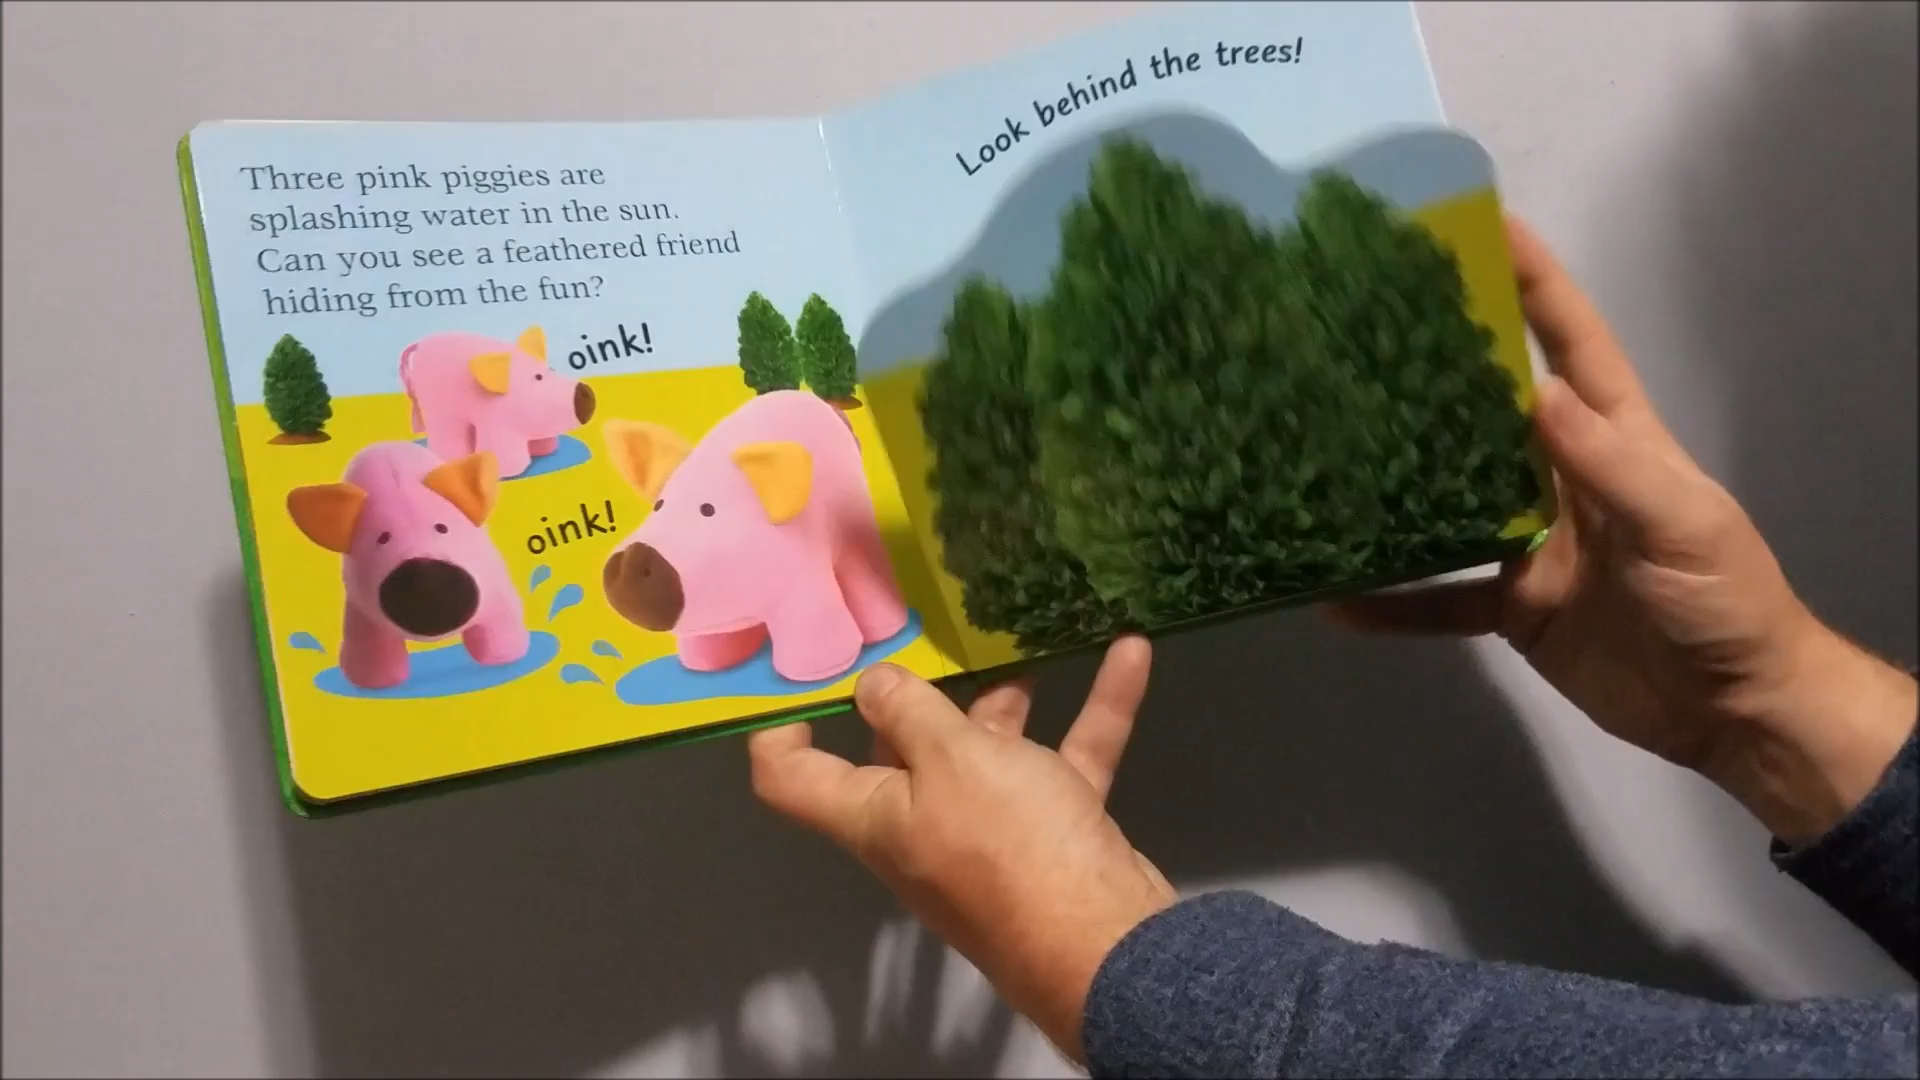 Three pink piggies are
splashing water in the sun.
Can you see a feathered friend
hiding from the fun?
oink!
oink!
Look behind the trees!